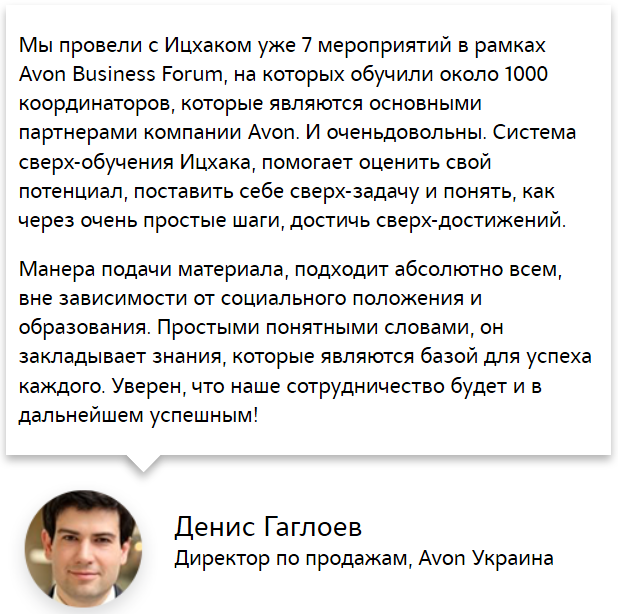 Мы провели с Ицхаком уже 7 мероприятий в рамках
Avon Business Forum, на которых обучили около 1000
координаторов, которые являются основными
партнерами компании Avon. И оченьдовольны. Система
сверх-обучения Ицхака, помогает оценить свой
потенциал, поставить себе сверх-задачу и понять, как
через очень простые шаги, достичь сверх-достижений.
Манера подачи материала, подходит абсолютно всем,
вне зависимости от социального положения и
образования. Простыми понятными словами, он
закладывает знания, которые являются базой для успеха
каждого. Уверен, что наше сотрудничество будет и в
дальнейшем успешным!
Денис Гаглоев
Директор по продажам, Avon Украина